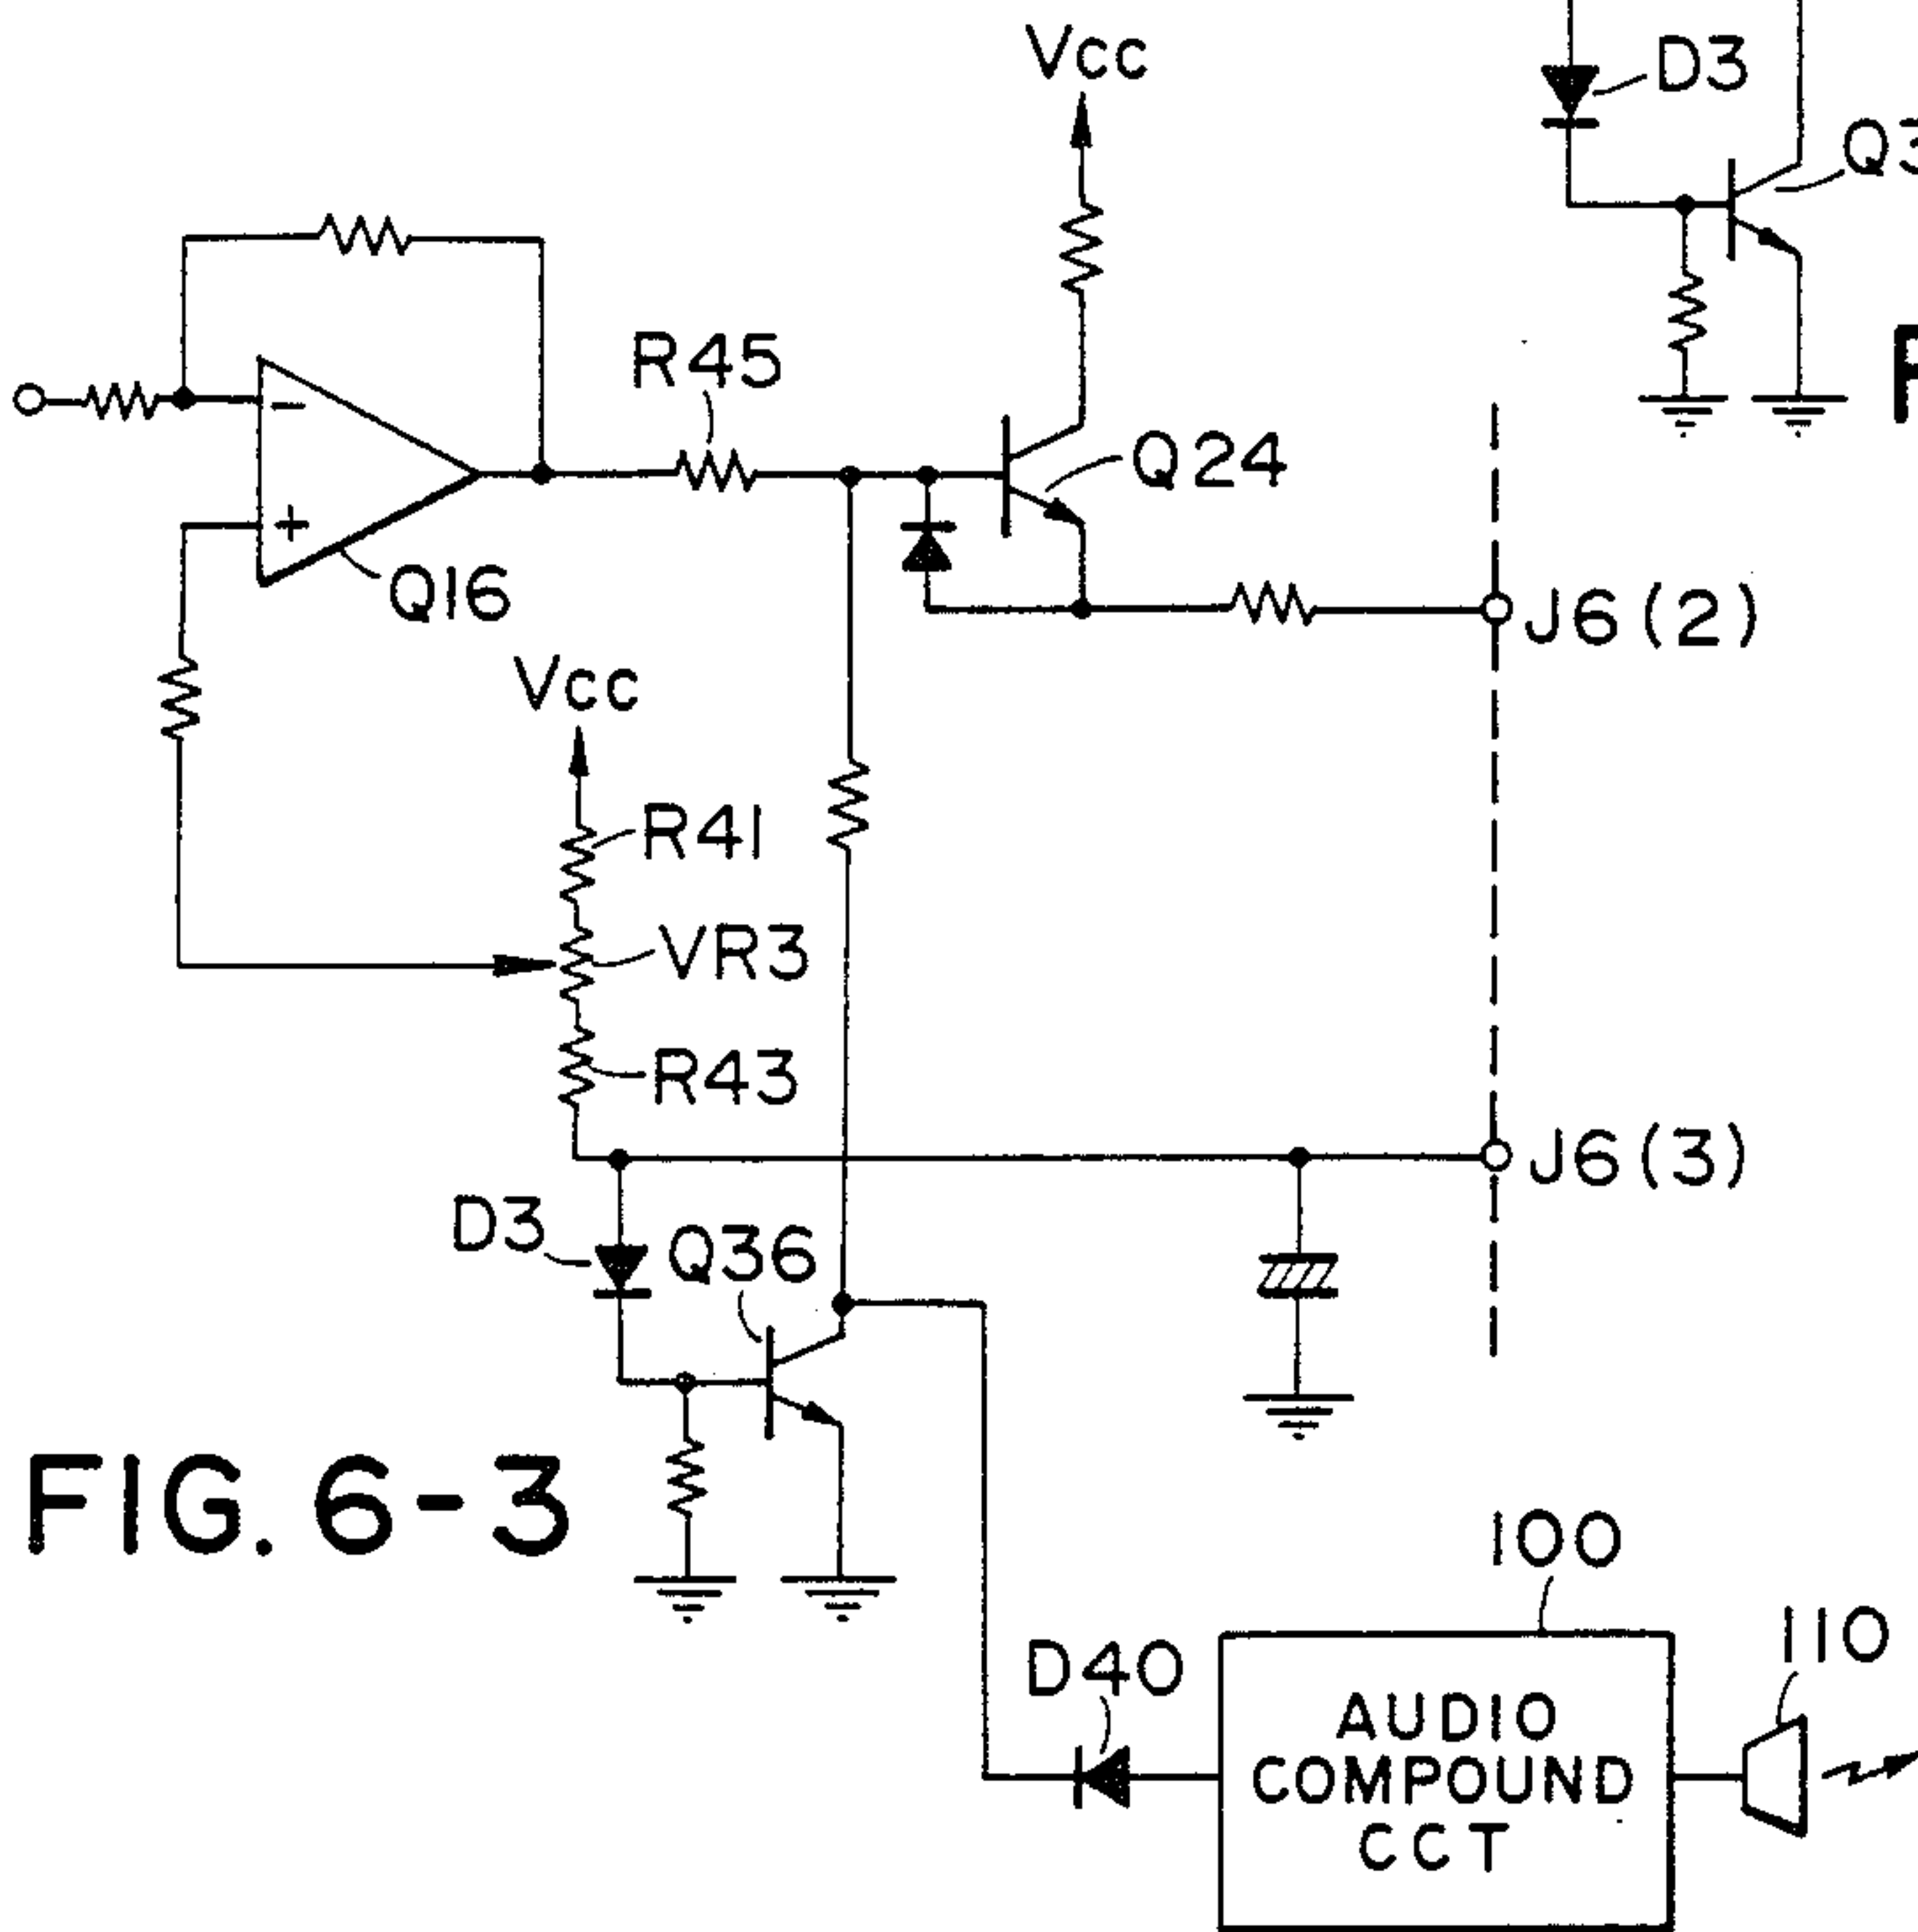 Vcc
D3
R45
Q24
Q16
J6(2)
Vcc
R41
VR3
R43
J6(3)
D3
Q36
FIG. 6-3
100
110
D40
AUDIO
COMPOUND
CCT